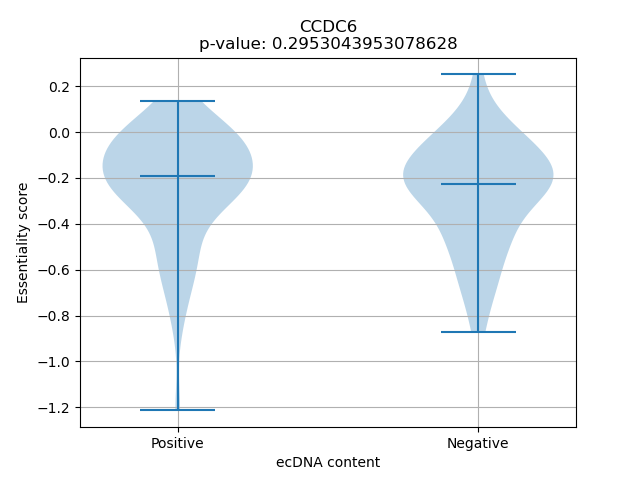 CCDC6
p-value: 0.2953043953078628
Essentiality score
0.2
0.0
−0.2
−0.4
−0.6
−0.8
−1.0
−1.2
Positive
Negative
ecDNA content